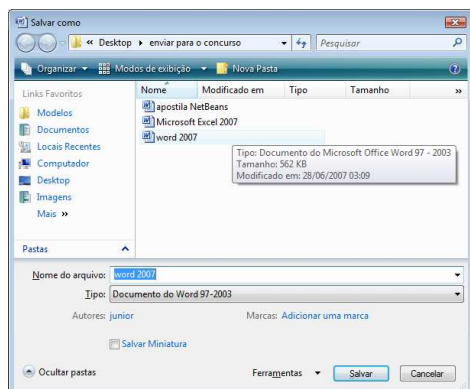 Salvar como
« Desktop ▸ enviar para o concurso
Pesquisar
Organizar
Modos de exibição
Nova Pasta
Links Favoritos
Nome
Modificado em
Tipo
Tamanho
»
Modelos
Documentos
Locais Recentes
Computador
Desktop
Imagens
Mais »
apostila NetBeans
Microsoft Excel 2007
word 2007
Tipo: Documento do Microsoft Office Word 97 - 2003
Tamanho: 562 KB
Modificado em: 28/06/2007 03:09
Pastas
Nome do arquivo: word 2007
Tipo: Documento do Word 97-2003
Autores: junior
Marcas: Adicionar uma marca
Salvar Miniatura
Ocultar pastas
Ferramentas
Salvar
Cancelar